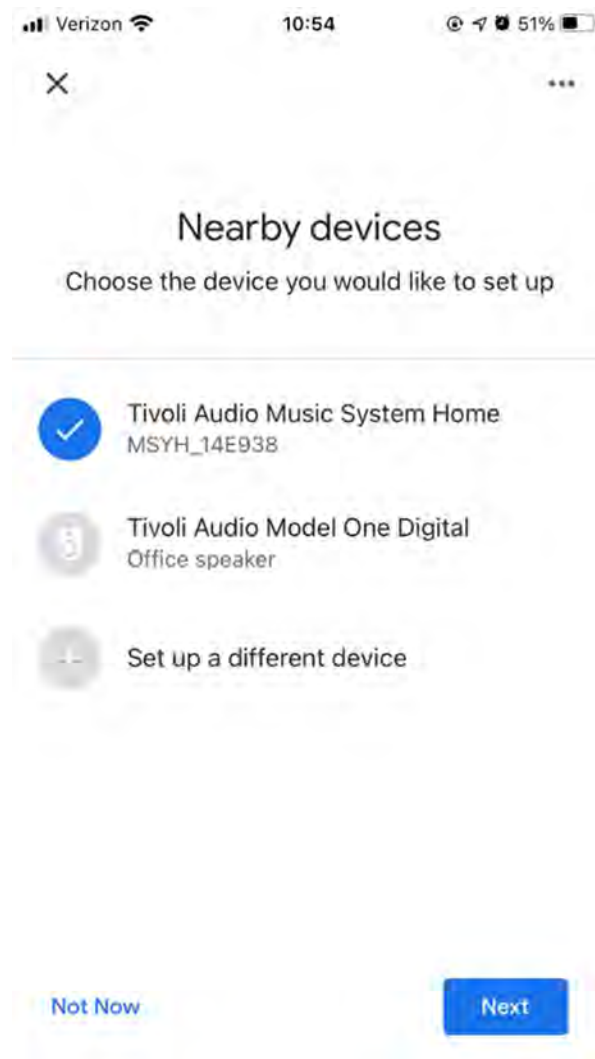 Verizon 10:54 51%
Nearby devices
Choose the device you would like to set up
Tivoli Audio Music System Home
MSYH_14E938
Tivoli Audio Model One Digital
Office speaker
Set up a different device
Not Now Next